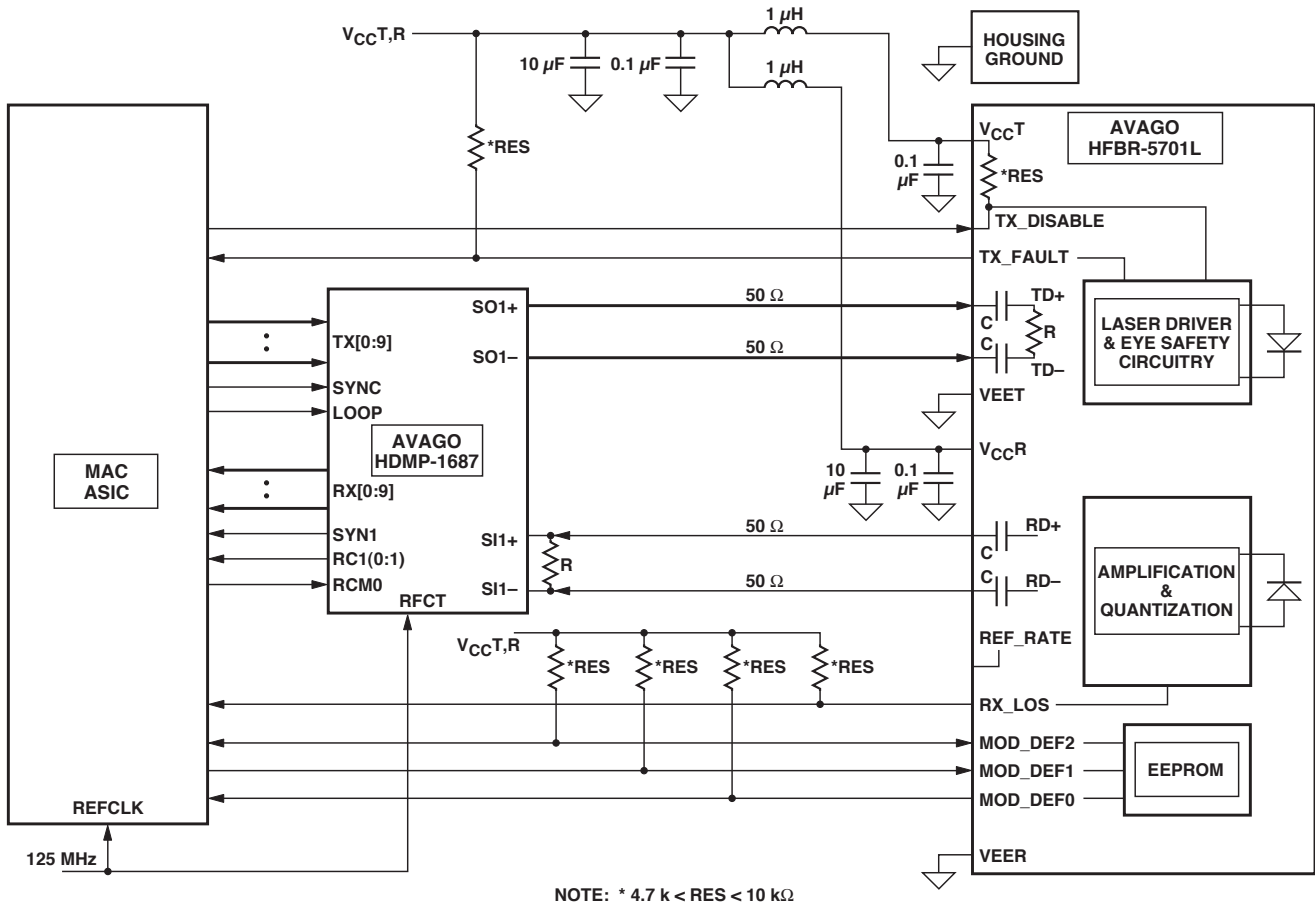 1 µH
VCCT,R
10 µF
0.1 µF
1 µH
HOUSING
GROUND
*RES
VCCT
AVAGO
HFBR-5701L
0.1
µF
*RES
TX_DISABLE
TX_FAULT
SO1+
50 Ω
TD+
C
R
TX[0:9]
:
SO1–
50 Ω
C
TD–
LASER DRIVER
& EYE SAFETY
CIRCUITRY
SYNC
LOOP
VEET
MAC
ASIC
AVAGO
HDMP-1687
VCCR
10
µF
0.1
µF
:
RX[0:9]
SYN1
RC1(0:1)
RCM0
SI1+
50 Ω
RD+
C
R
SI1–
50 Ω
C
RD–
RFCT
AMPLIFICATION
&
QUANTIZATION
VCCT,R
REF_RATE
*RES
*RES
*RES
*RES
RX_LOS
MOD_DEF2
MOD_DEF1
MOD_DEF0
EEPROM
REFCLK
125 MHz
VEER
NOTE: * 4.7 k < RES < 10 kΩ